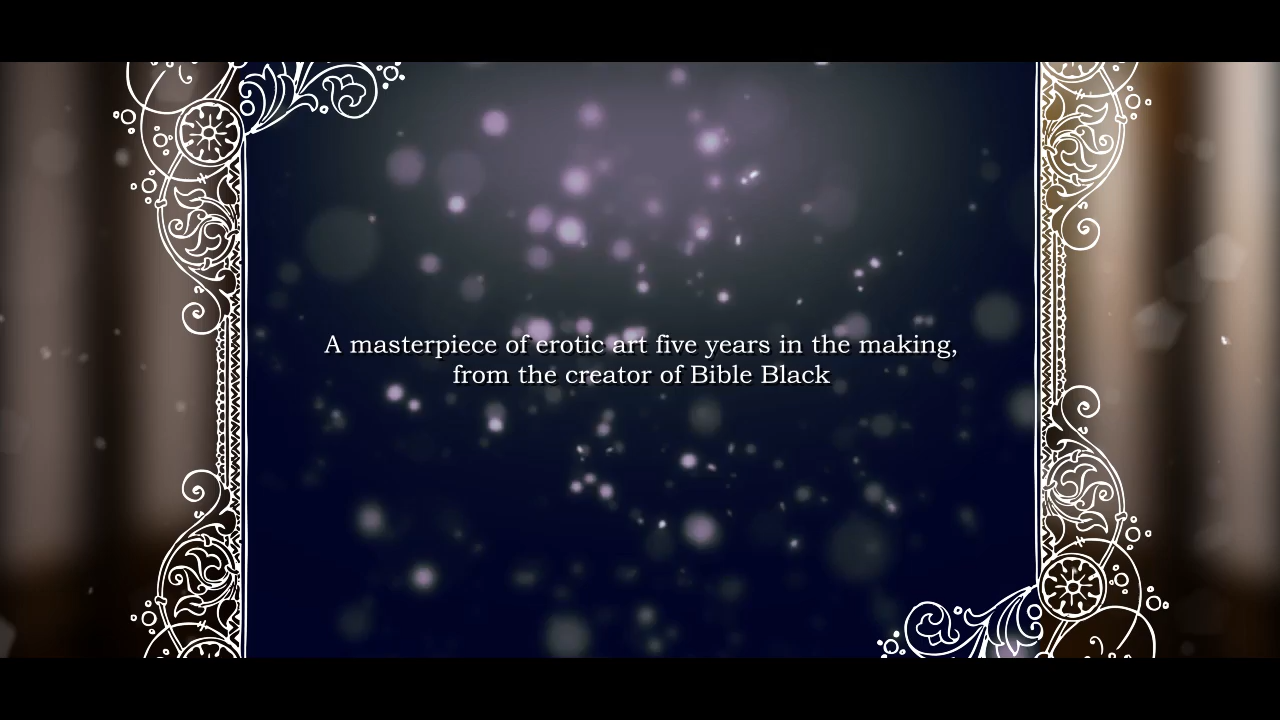 A masterpiece of erotic art five years in the making,
from the creator of Bible Black